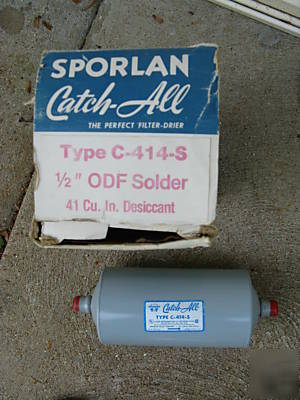 SPORLAN
Catch-All
THE PERFECT FILTER-DRIER
Type C-414-S
½" ODF Solder
41 Cu. In. Desiccant
Catch-All
TYPE C-414-S